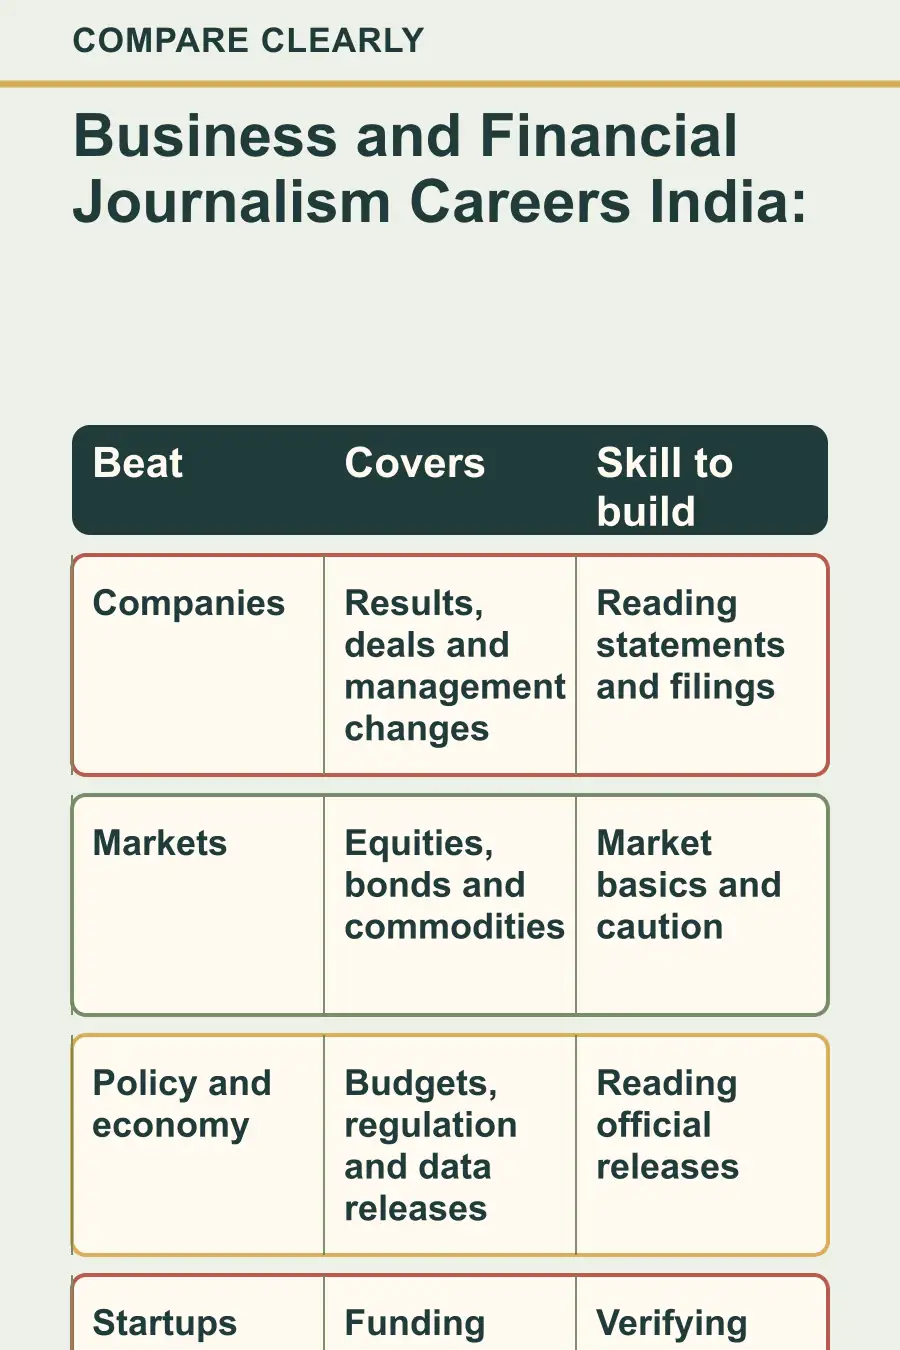 COMPARE CLEARLY
Business and Financial
Journalism Careers India:
Beat
Covers
Skill to
build
Companies
Results,
deals and
management
changes
Reading
statements
and filings
Markets
Equities,
bonds and
commodities
Market
basics and
caution
Policy and
economy
Budgets,
regulation
and data
releases
Reading
official
releases
Startups
Funding
Verifying